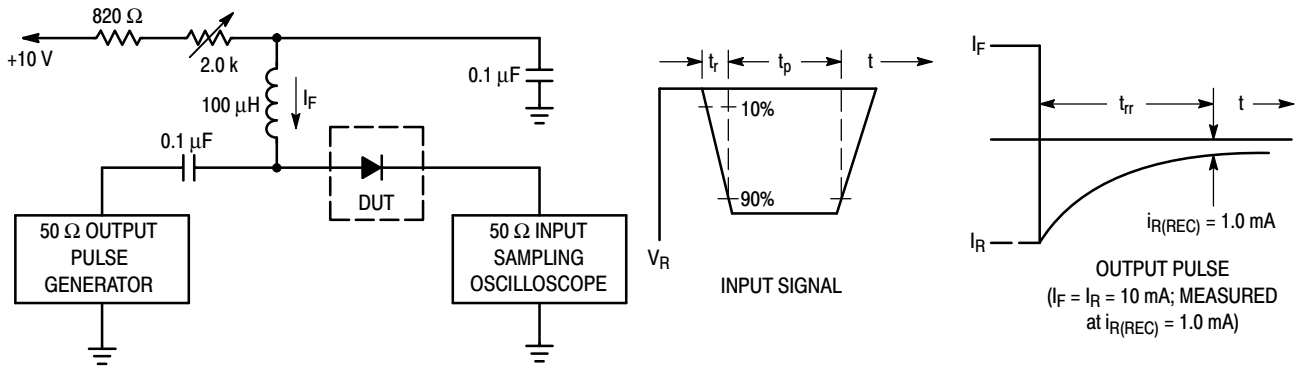 820 Ω
+10 V
2.0 k
100 μH
I_F
0.1 μF
0.1 μF
DUT
50 Ω OUTPUT
PULSE
GENERATOR
50 Ω INPUT
SAMPLING
OSCILLOSCOPE
t_r
t_p
t
10%
90%
V_R
INPUT SIGNAL
I_F
t_rr
t
I_R
i_R(REC) = 1.0 mA
OUTPUT PULSE
(I_F = I_R = 10 mA; MEASURED
at i_R(REC) = 1.0 mA)